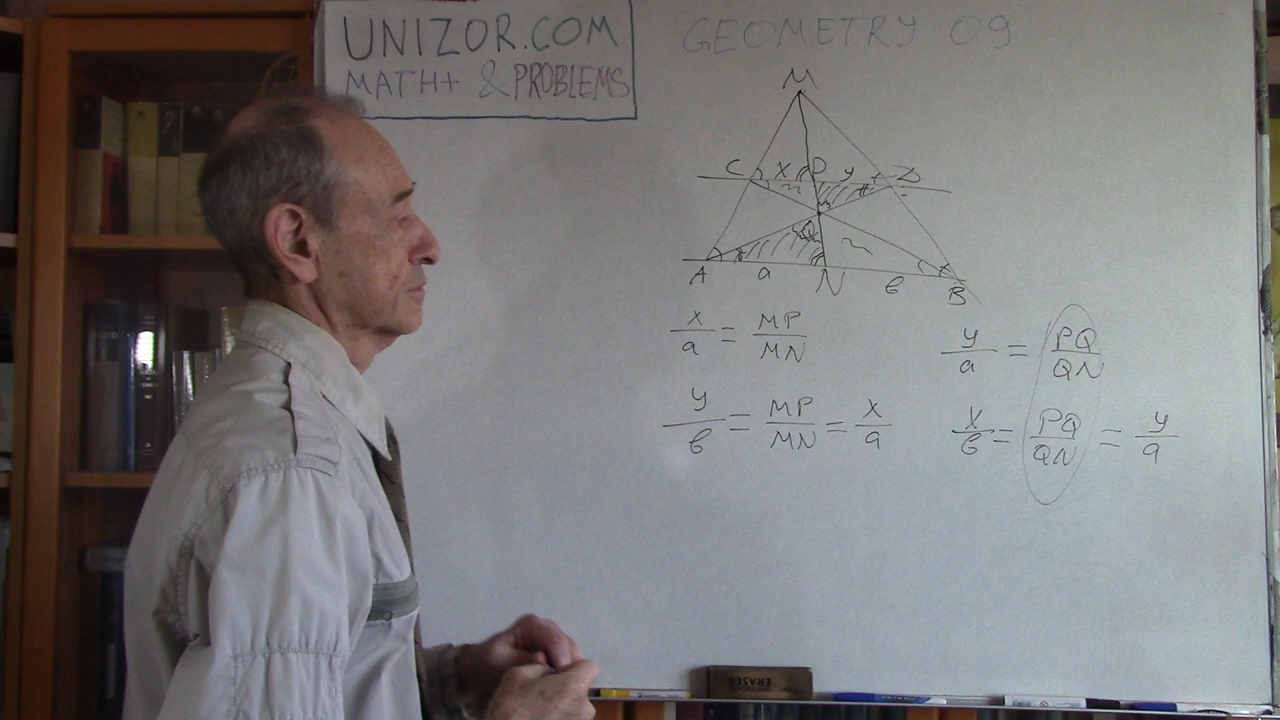 UNIZOR.COM
MATH+ & PROBLEMS
GEOMETRY 09
M
C x P y D
Q
A a N b B
x/a = MP/MN
y/a = PQ/QN
y/b = MP/MN = x/a
x/b = PQ/QN = y/a
ERASER